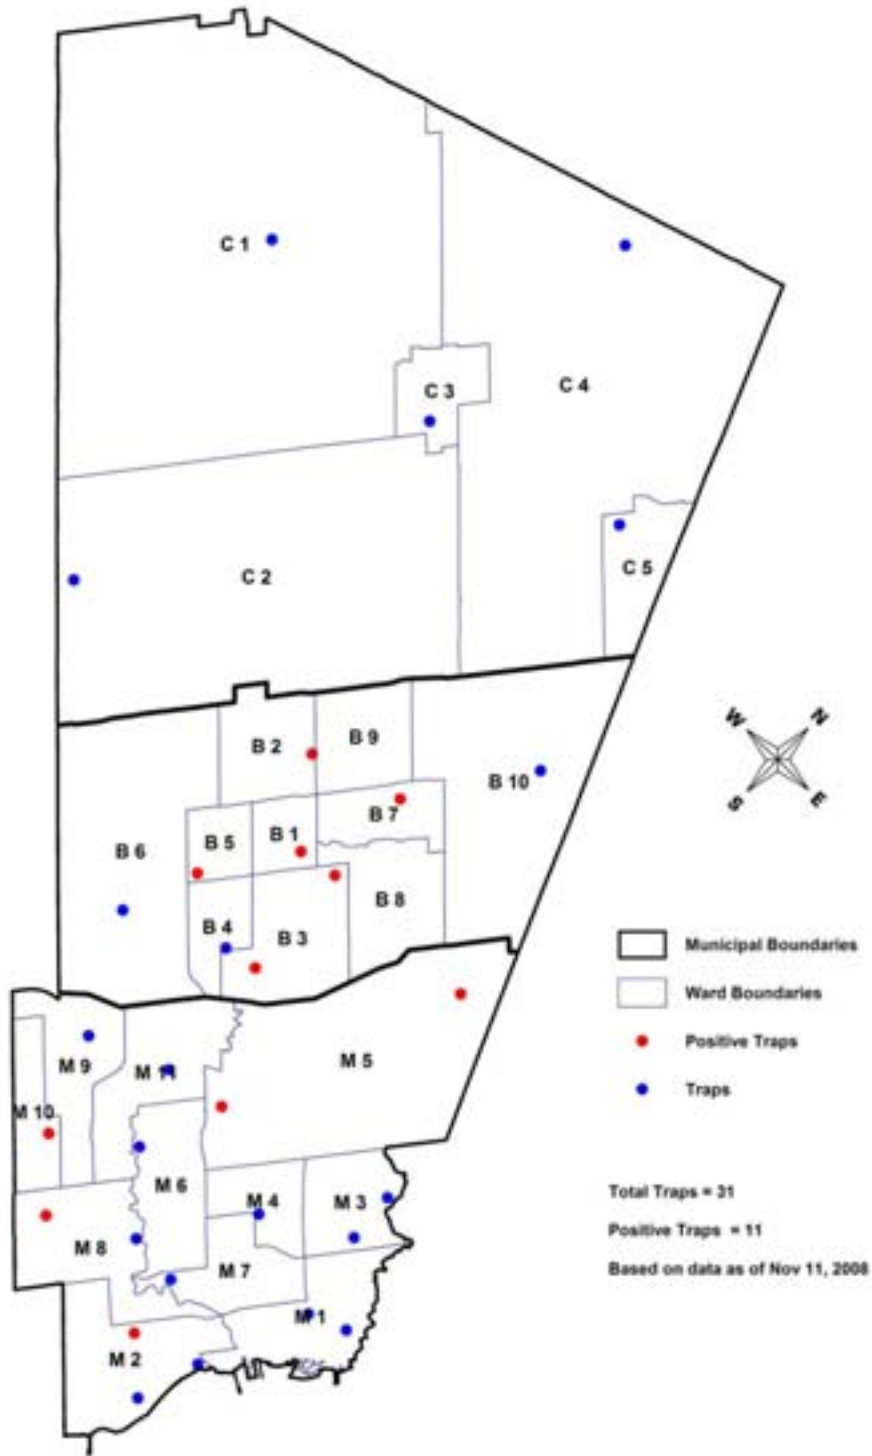 C 1
C 3
C 4
C 2
C 5
B 2
B 9
B 10
B 7
B 1
B 5
B 6
B 8
B 4
B 3
W
N
S
E
Municipal Boundaries
Ward Boundaries
Positive Traps
Traps
M 9
M 11
M 5
M 10
M 6
M 4
M 3
M 8
M 7
M 1
M 2
Total Traps = 31
Positive Traps = 11
Based on data as of Nov 11, 2008